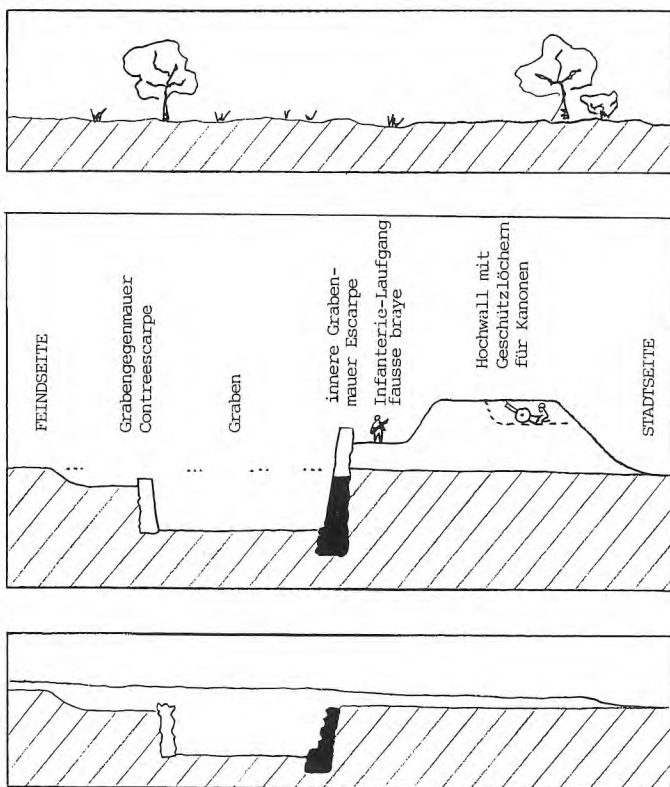 FEINDSEITE
Grabengegenmauer
Contreescarpe
Graben
innere Graben-
mauer Escarpe
Infanterie-Laufgang
fausse braye
Hochwall mit
Geschützlöchern
für Kanonen
STADTSEITE